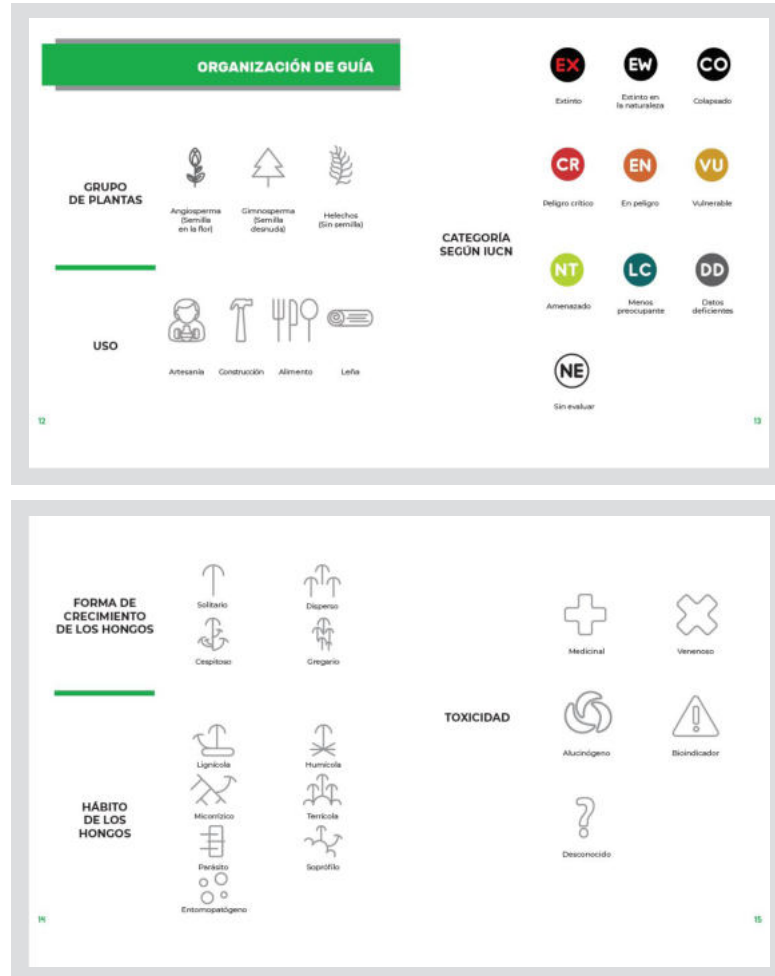 ORGANIZACIÓN DE GUÍA
GRUPO
DE PLANTAS
Angiosperma
(Semilla
en la flor)
Gimnosperma
(Semilla
desnuda)
Helechos
(Sin semilla)
USO
Artesanía
Construcción
Alimento
Leña
12
CATEGORÍA
SEGÚN IUCN
EX
Extinto
EW
Extinto en
la naturaleza
CO
Colapsado
CR
Peligro crítico
EN
En peligro
VU
Vulnerable
NT
Amenazado
LC
Menos
preocupante
DD
Datos
deficientes
NE
Sin evaluar
13
FORMA DE
CRECIMIENTO
DE LOS HONGOS
Solitario
Disperso
Cespitoso
Gregario
HÁBITO
DE LOS
HONGOS
Lignícola
Humícola
Micorrízico
Terrícola
Parásito
Soprófilo
Entomopatógeno
14
TOXICIDAD
Medicinal
Venenoso
Alucinógeno
Bioindicador
Desconocido
15